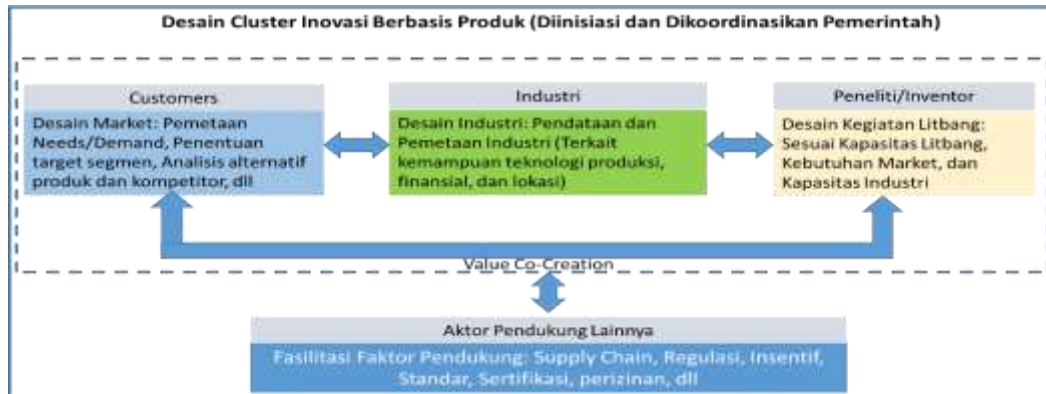 Desain Cluster Inovasi Berbasis Produk (Diinisiasi dan Dikoordinasikan Pemerintah)
Customers
Desain Market: Pemetaan
Needs/Demand, Penentuan
target segmen, Analisis alternatif
produk dan kompetitor, dll
Industri
Desain Industri: Pendataan dan
Pemetaan Industri (Terkait
kemampuan teknologi produksi,
finansial, dan lokasi)
Peneliti/Inventor
Desain Kegiatan Litbang:
Sesuai Kapasitas Litbang,
Kebutuhan Market, dan
Kapasitas Industri
Value Co-Creation
Aktor Pendukung Lainnya
Fasilitasi Faktor Pendukung: Supply Chain, Regulasi, Insentif,
Standar, Sertifikasi, perizinan, dll